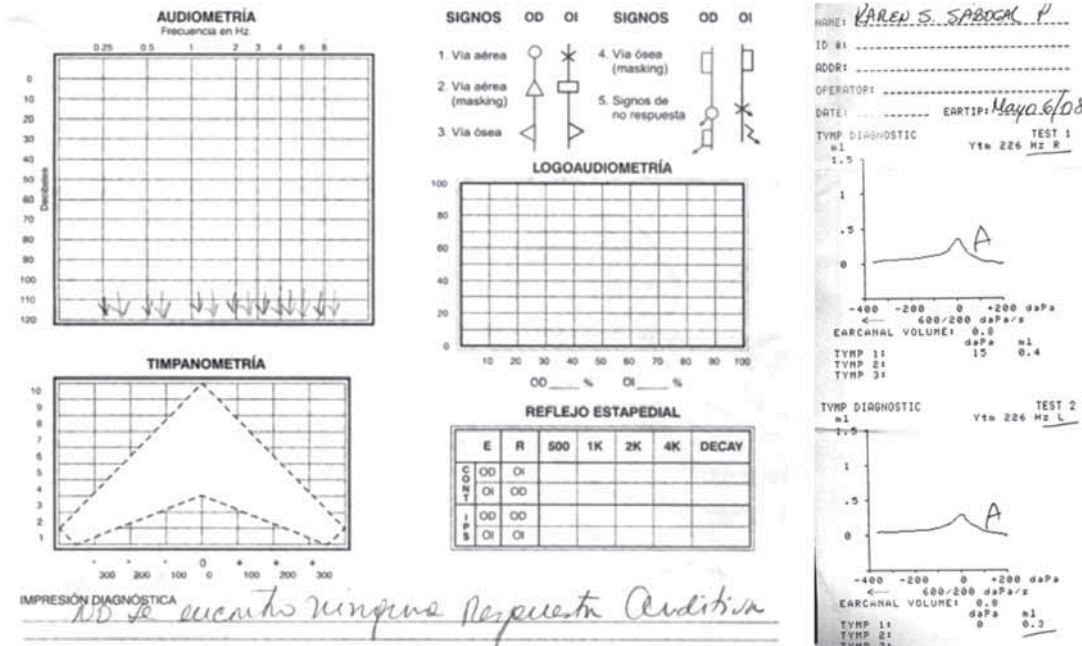 AUDIOMETRÍA
Frecuencia en Hz.
0.25 0.5 1 2 3 4 6 8
Decibeles
0
10
20
30
40
50
60
70
80
90
100
110
120
TIMPANOMETRÍA
10
9
8
7
6
5
4
3
2
1
- - - 0 + + +
300 200 100 0 100 200 300
IMPRESIÓN DIAGNÓSTICA
No se encontro ninguna Respuesta Auditiva
SIGNOS OD OI SIGNOS OD OI
1. Vía aérea
2. Vía aérea
(masking)
3. Vía ósea
4. Vía ósea
(masking)
5. Signos de
no respuesta
LOGOAUDIOMETRÍA
100
80
60
40
20
0
10 20 30 40 50 60 70 80 90 100
OD____ % OI____ %
REFLEJO ESTAPEDIAL
E R 500 1K 2K 4K DECAY
CONT
OD OI
OI OD
IPS
OD OD
OI OI
NAME: KAREN S. SABOGAL P
ID #:
ADDR:
OPERATOR:
DATE: EARTIP: Mayo 6/08
TYMP DIAGNOSTIC TEST 1
ml Ytm 226 Hz R
1.5
1
.5
0
A
-400 -200 0 +200 daPa
<-- 600/200 daPa/s
EARCANAL VOLUME: 0.8
daPa ml
TYMP 1: 15 0.4
TYMP 2:
TYMP 3:
TYMP DIAGNOSTIC TEST 2
ml Ytm 226 Hz L
1.5
1
.5
0
A
-400 -200 0 +200 daPa
<-- 600/200 daPa/s
EARCANAL VOLUME: 0.8
daPa ml
TYMP 1: 0 0.3
TYMP 2:
TYMP 3: